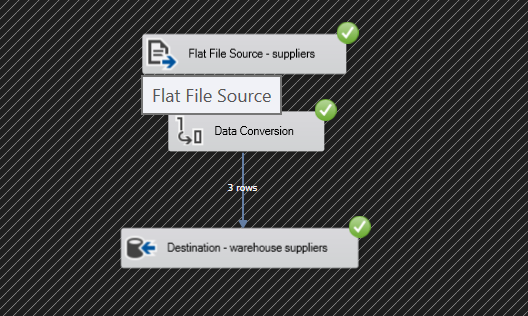 Flat File Source - suppliers
Flat File Source
Data Conversion
3 rows
Destination - warehouse suppliers